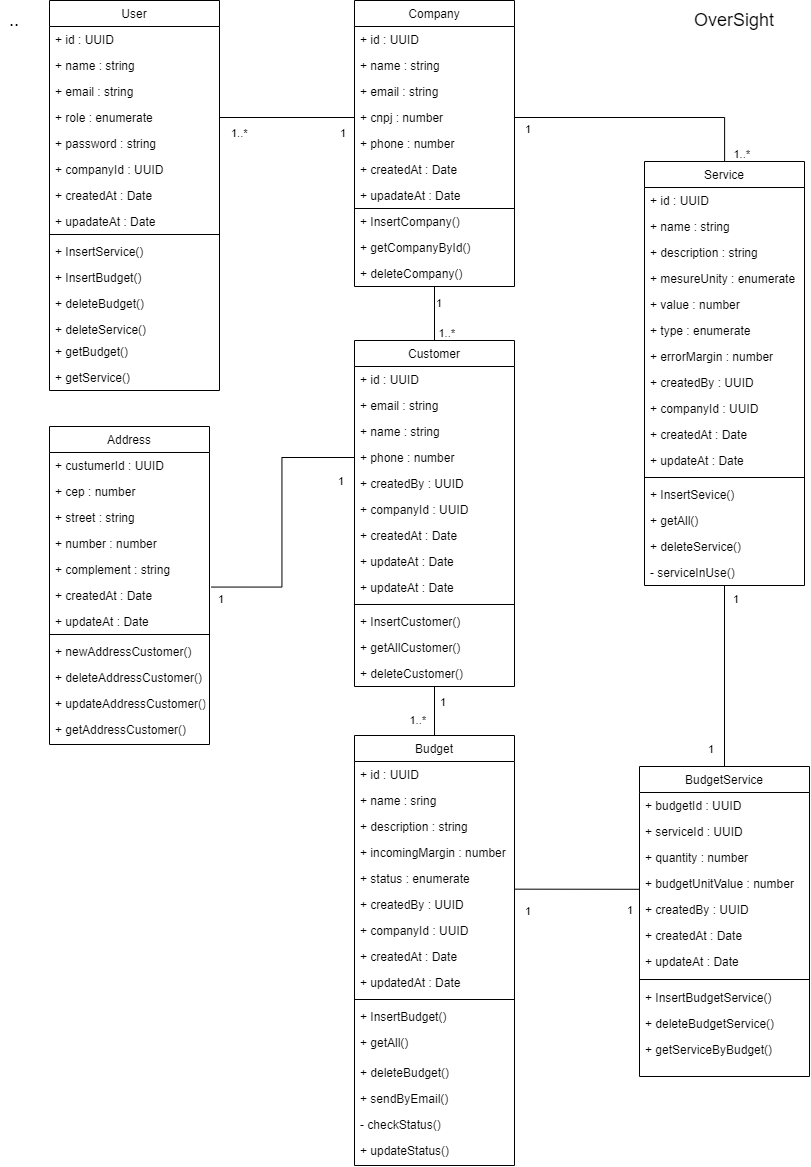 ..
OverSight
User
+ id : UUID
+ name : string
+ email : string
+ role : enumerate
+ password : string
+ companyId : UUID
+ createdAt : Date
+ upadateAt : Date
+ InsertService()
+ InsertBudget()
+ deleteBudget()
+ deleteService()
+ getBudget()
+ getService()
1..*
1
Company
+ id : UUID
+ name : string
+ email : string
+ cnpj : number
+ phone : number
+ createdAt : Date
+ upadateAt : Date
+ InsertCompany()
+ getCompanyById()
+ deleteCompany()
1
1..*
1
1..*
Service
+ id : UUID
+ name : string
+ description : string
+ mesureUnity : enumerate
+ value : number
+ type : enumerate
+ errorMargin : number
+ createdBy : UUID
+ companyId : UUID
+ createdAt : Date
+ updateAt : Date
+ InsertSevice()
+ getAll()
+ deleteService()
- serviceInUse()
1
1
Customer
+ id : UUID
+ email : string
+ name : string
+ phone : number
+ createdBy : UUID
+ companyId : UUID
+ createdAt : Date
+ updateAt : Date
+ updateAt : Date
+ InsertCustomer()
+ getAllCustomer()
+ deleteCustomer()
1
1
Address
+ custumerId : UUID
+ cep : number
+ street : string
+ number : number
+ complement : string
+ createdAt : Date
+ updateAt : Date
+ newAddressCustomer()
+ deleteAddressCustomer()
+ updateAddressCustomer()
+ getAddressCustomer()
1
1..*
Budget
+ id : UUID
+ name : sring
+ description : string
+ incomingMargin : number
+ status : enumerate
+ createdBy : UUID
+ companyId : UUID
+ createdAt : Date
+ updatedAt : Date
+ InsertBudget()
+ getAll()
+ deleteBudget()
+ sendByEmail()
- checkStatus()
+ updateStatus()
1
1
BudgetService
+ budgetId : UUID
+ serviceId : UUID
+ quantity : number
+ budgetUnitValue : number
+ createdBy : UUID
+ createdAt : Date
+ updateAt : Date
+ InsertBudgetService()
+ deleteBudgetService()
+ getServiceByBudget()